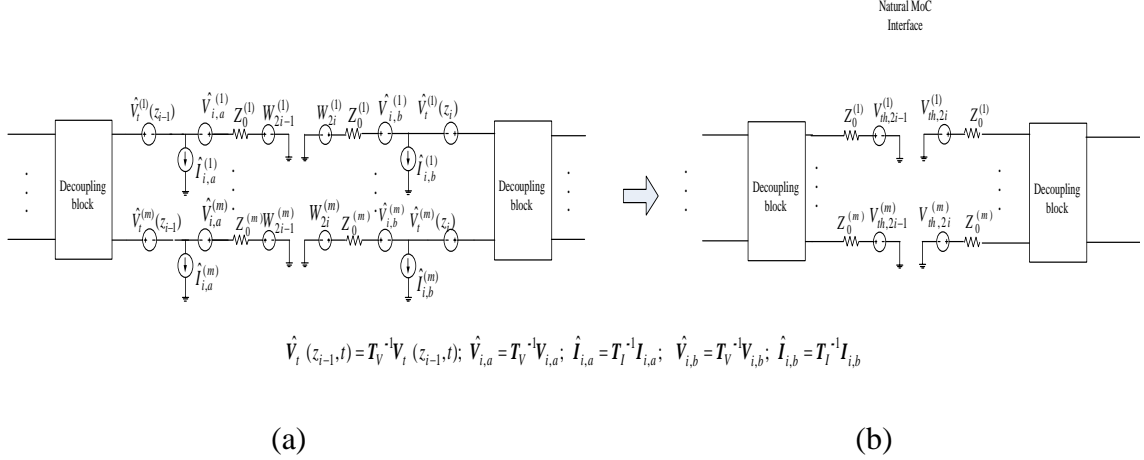 Natural MoC
Interface
V̂_t^(1)(z_{i-1}) V̂_{i,a}^(1) Z_0^(1) W_{2i-1}^(1) W_{2i}^(1) Z_0^(1) V̂_{i,b}^(1) V̂_t^(1)(z_i)
Î_{i,a}^(1) Î_{i,b}^(1)
Decoupling
block
Decoupling
block
V̂_t^(m)(z_{i-1}) V̂_{i,a}^(m) Z_0^(m) W_{2i-1}^(m) W_{2i}^(m) Z_0^(m) V̂_{i,b}^(m) V̂_t^(m)(z_i)
Î_{i,a}^(m) Î_{i,b}^(m)
Z_0^(1) V_{th,2i-1}^(1) V_{th,2i}^(1) Z_0^(1)
Decoupling
block
Decoupling
block
Z_0^(m) V_{th,2i-1}^(m) V_{th,2i}^(m) Z_0^(m)
V̂_t (z_{i-1},t) = T_V^{-1}V_t (z_{i-1},t); V̂_{i,a} = T_V^{-1}V_{i,a}; Î_{i,a} = T_I^{-1}I_{i,a}; V̂_{i,b} = T_V^{-1}V_{i,b}; Î_{i,b} = T_I^{-1}I_{i,b}
(a) (b)